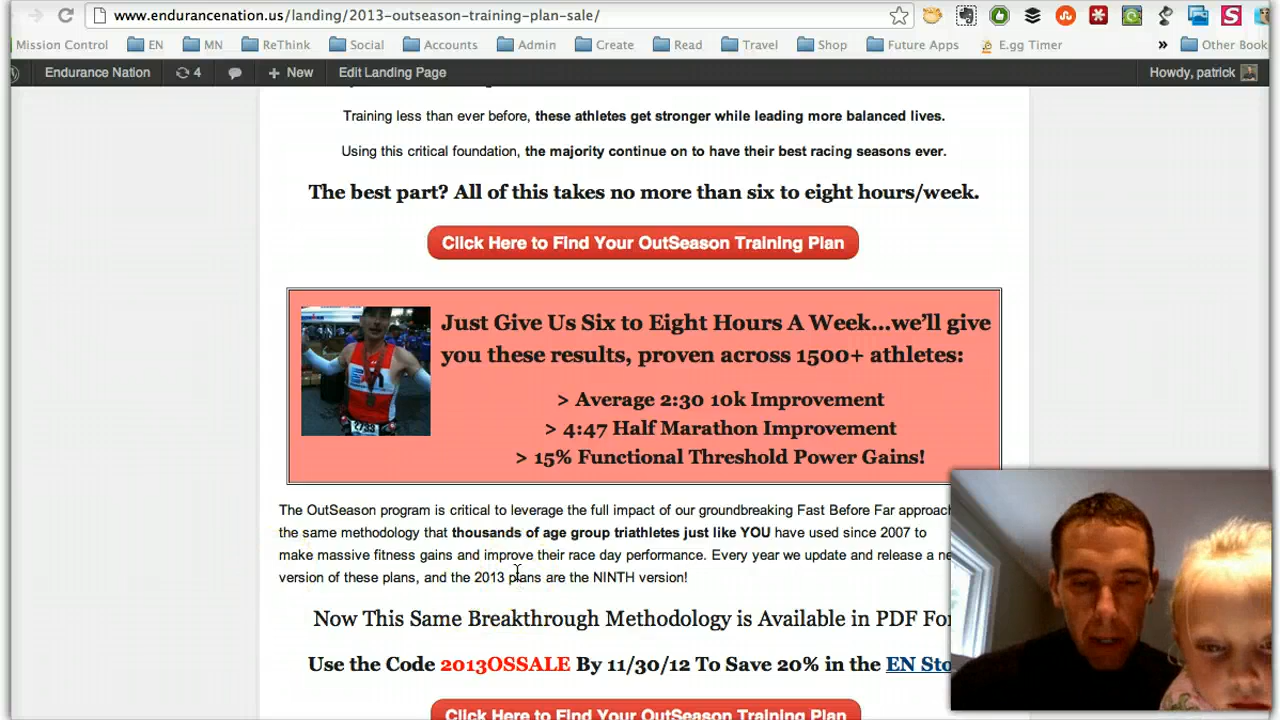 www.endurancenation.us/landing/2013-outseason-training-plan-sale/
Mission Control EN MN ReThink Social Accounts Admin Create Read Travel Shop Future Apps E.gg Timer » Other Book
Endurance Nation 4 + New Edit Landing Page Howdy, patrick
Training less than ever before, these athletes get stronger while leading more balanced lives.
Using this critical foundation, the majority continue on to have their best racing seasons ever.
The best part? All of this takes no more than six to eight hours/week.
Click Here to Find Your OutSeason Training Plan
Just Give Us Six to Eight Hours A Week...we'll give
you these results, proven across 1500+ athletes:
> Average 2:30 10k Improvement
> 4:47 Half Marathon Improvement
> 15% Functional Threshold Power Gains!
The OutSeason program is critical to leverage the full impact of our groundbreaking Fast Before Far approach
the same methodology that thousands of age group triathletes just like YOU have used since 2007 to
make massive fitness gains and improve their race day performance. Every year we update and release a ne
version of these plans, and the 2013 plans are the NINTH version!
Now This Same Breakthrough Methodology is Available in PDF For
Use the Code 2013OSSALE By 11/30/12 To Save 20% in the EN Sto
Click Here to Find Your OutSeason Training Plan